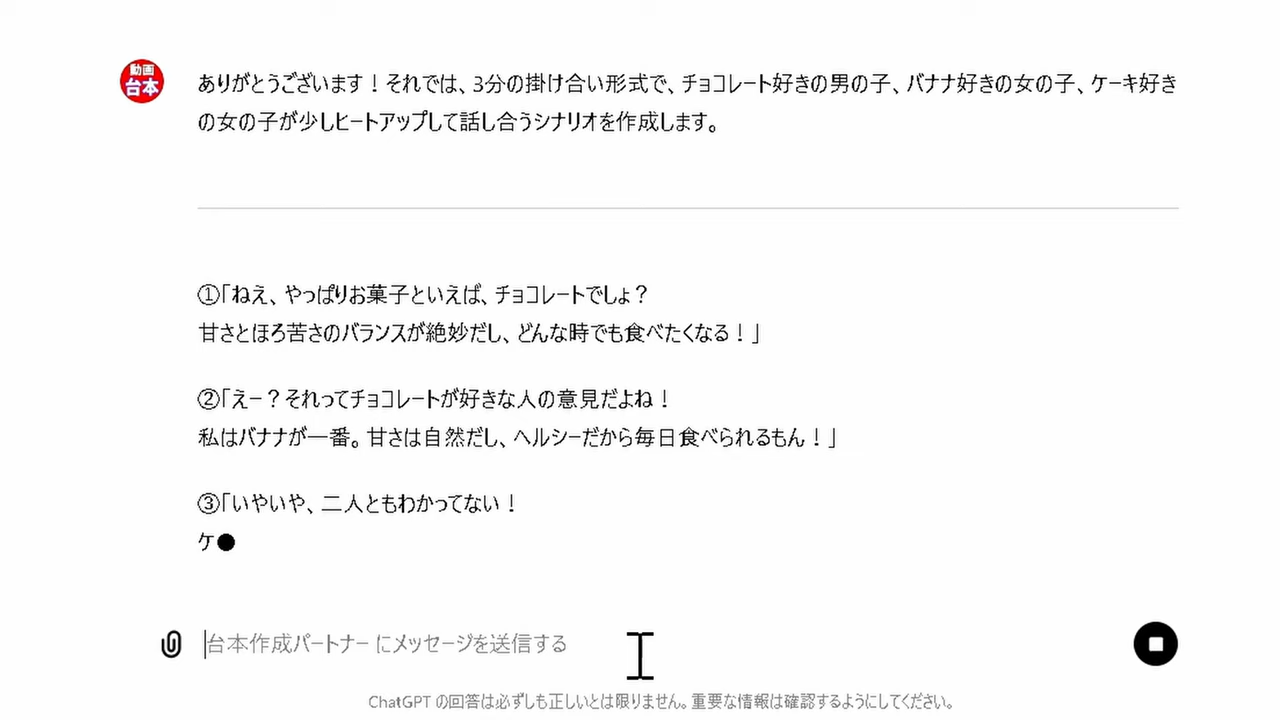 動画
台本
ありがとうございます！それでは、3分の掛け合い形式で、チョコレート好きの男の子、バナナ好きの女の子、ケーキ好き
の女の子が少しヒートアップして話し合うシナリオを作成します。
①「ねえ、やっぱりお菓子といえば、チョコレートでしょ？
甘さとほろ苦さのバランスが絶妙だし、どんな時でも食べたくなる！」
②「えー？それってチョコレートが好きな人の意見だよね！
私はバナナが一番。甘さは自然だし、ヘルシーだから毎日食べられるもん！」
③「いやいや、二人ともわかってない！
ケ●
台本作成パートナー にメッセージを送信する
ChatGPT の回答は必ずしも正しいとは限りません。重要な情報は確認するようにしてください。